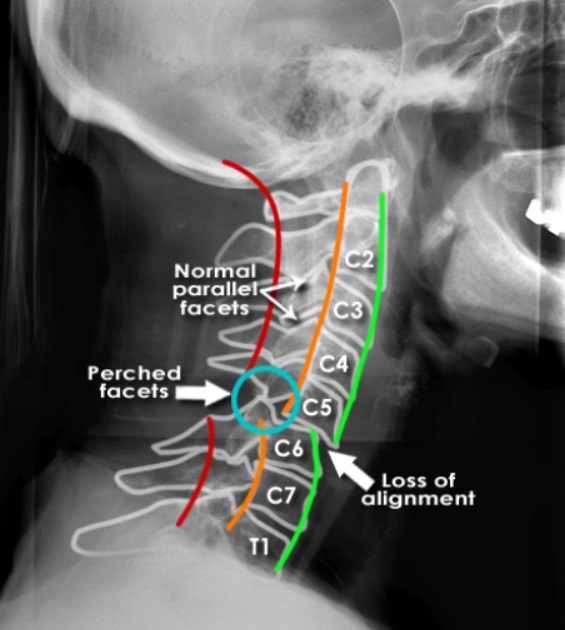 C2
Normal
parallel
facets
C3
C4
Perched
facets
C5
C6
Loss of
alignment
C7
T1